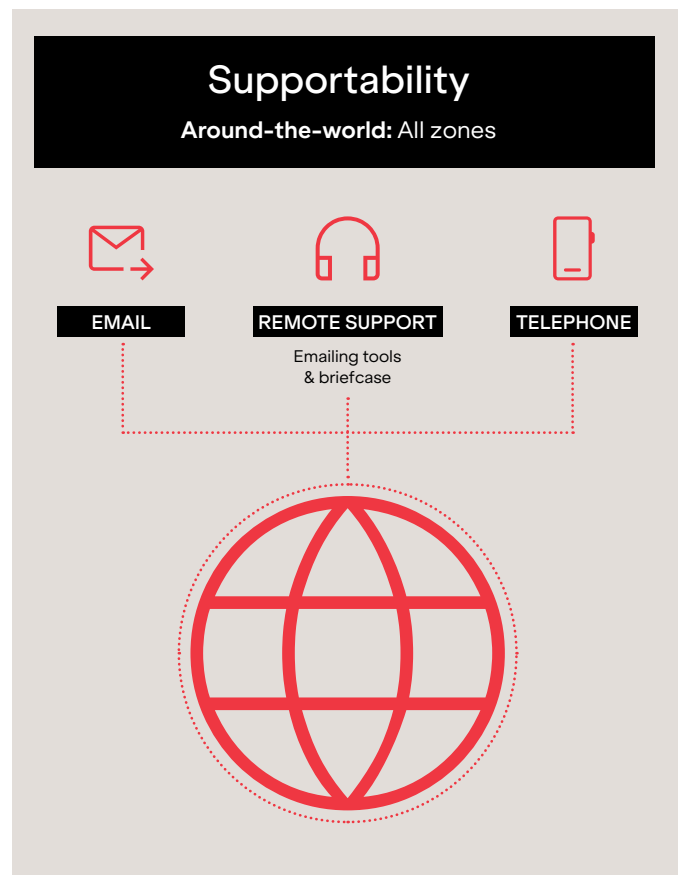 Supportability
Around-the-world: All zones
EMAIL
REMOTE SUPPORT
TELEPHONE
Emailing tools
& briefcase